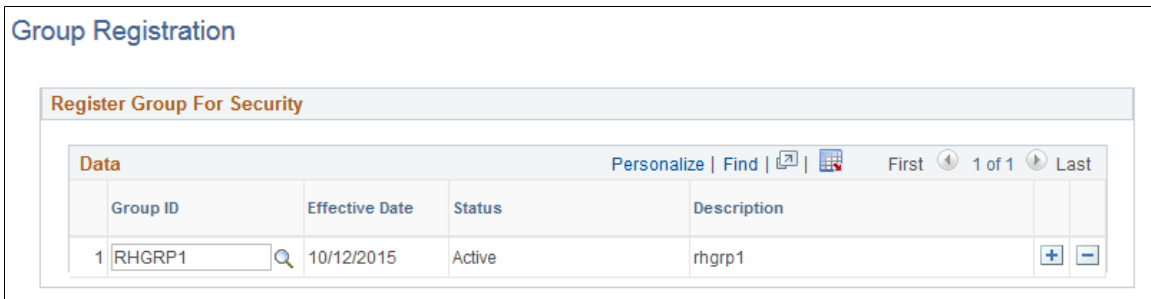 Group Registration
Register Group For Security
Data Personalize | Find | | First 1 of 1 Last
Group ID Effective Date Status Description
1 RHGRP1 10/12/2015 Active rhgrp1